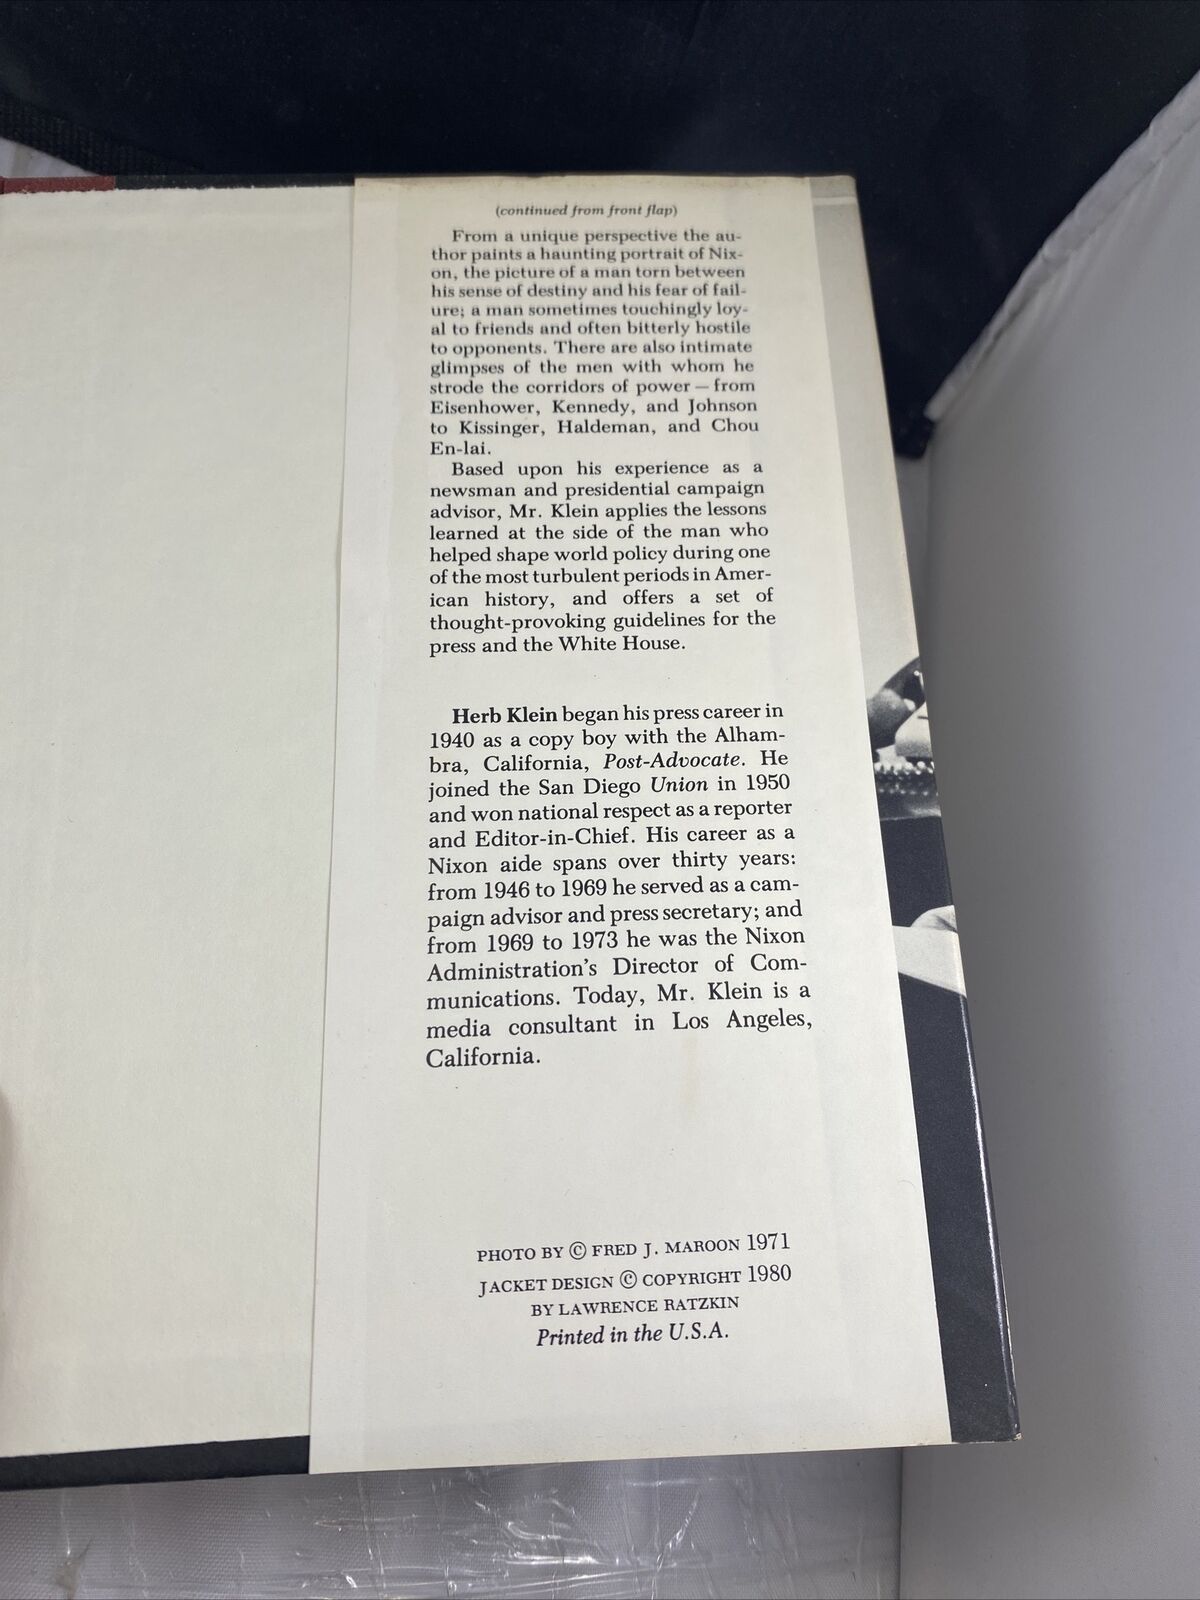 (continued from front flap)
From a unique perspective the au-
thor paints a haunting portrait of Nix-
on, the picture of a man torn between
his sense of destiny and his fear of fail-
ure; a man sometimes touchingly loy-
al to friends and often bitterly hostile
to opponents. There are also intimate
glimpses of the men with whom he
strode the corridors of power — from
Eisenhower, Kennedy, and Johnson
to Kissinger, Haldeman, and Chou
En-lai.
Based upon his experience as a
newsman and presidential campaign
advisor, Mr. Klein applies the lessons
learned at the side of the man who
helped shape world policy during one
of the most turbulent periods in Amer-
ican history, and offers a set of
thought-provoking guidelines for the
press and the White House.
Herb Klein began his press career in
1940 as a copy boy with the Alham-
bra, California, Post-Advocate. He
joined the San Diego Union in 1950
and won national respect as a reporter
and Editor-in-Chief. His career as a
Nixon aide spans over thirty years:
from 1946 to 1969 he served as a cam-
paign advisor and press secretary; and
from 1969 to 1973 he was the Nixon
Administration's Director of Com-
munications. Today, Mr. Klein is a
media consultant in Los Angeles,
California.
PHOTO BY © FRED J. MAROON 1971
JACKET DESIGN © COPYRIGHT 1980
BY LAWRENCE RATZKIN
Printed in the U.S.A.